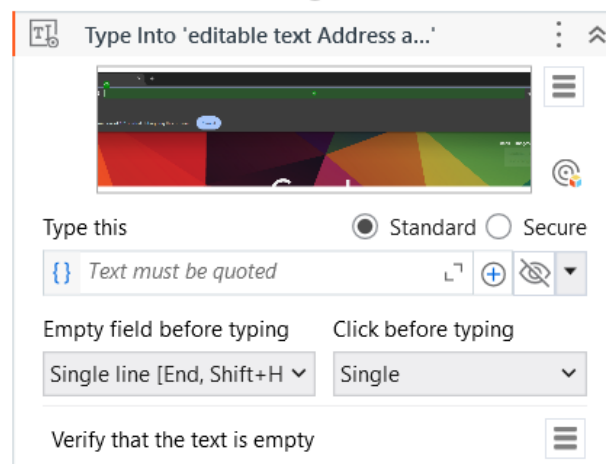 Type Into 'editable text Address a...'
Type this
Standard
Secure
{} Text must be quoted
Empty field before typing
Click before typing
Single line [End, Shift+H
Single
Verify that the text is empty